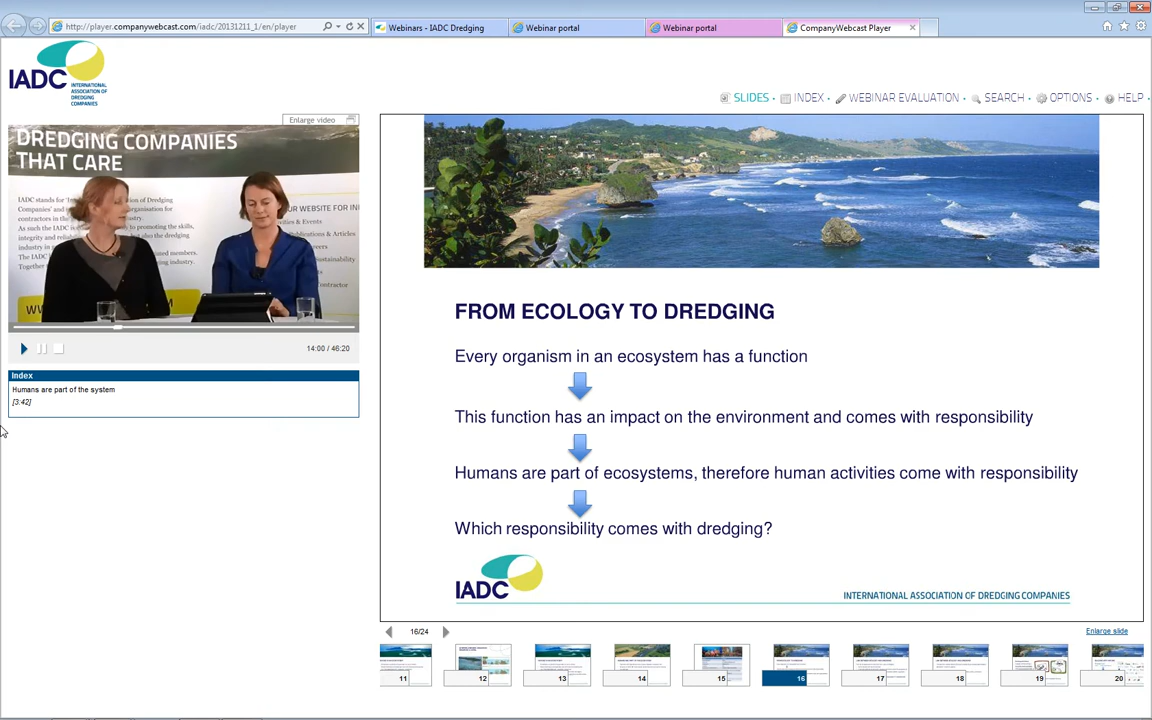 http://player.companywebcast.com/iadc/20131211_1/en/player
Webinars - IADC Dredging
Webinar portal
Webinar portal
CompanyWebcast Player
IADC
INTERNATIONAL
ASSOCIATION OF
DREDGING
COMPANIES
SLIDES
INDEX
WEBINAR EVALUATION
SEARCH
OPTIONS
HELP
Enlarge video
DREDGING COMPANIES
THAT CARE
14:00 / 46:20
Index
Humans are part of the system
[3:42]
FROM ECOLOGY TO DREDGING
Every organism in an ecosystem has a function
This function has an impact on the environment and comes with responsibility
Humans are part of ecosystems, therefore human activities come with responsibility
Which responsibility comes with dredging?
IADC
INTERNATIONAL ASSOCIATION OF DREDGING COMPANIES
16/24
Enlarge slide
11
12
13
14
15
16
17
18
19
20